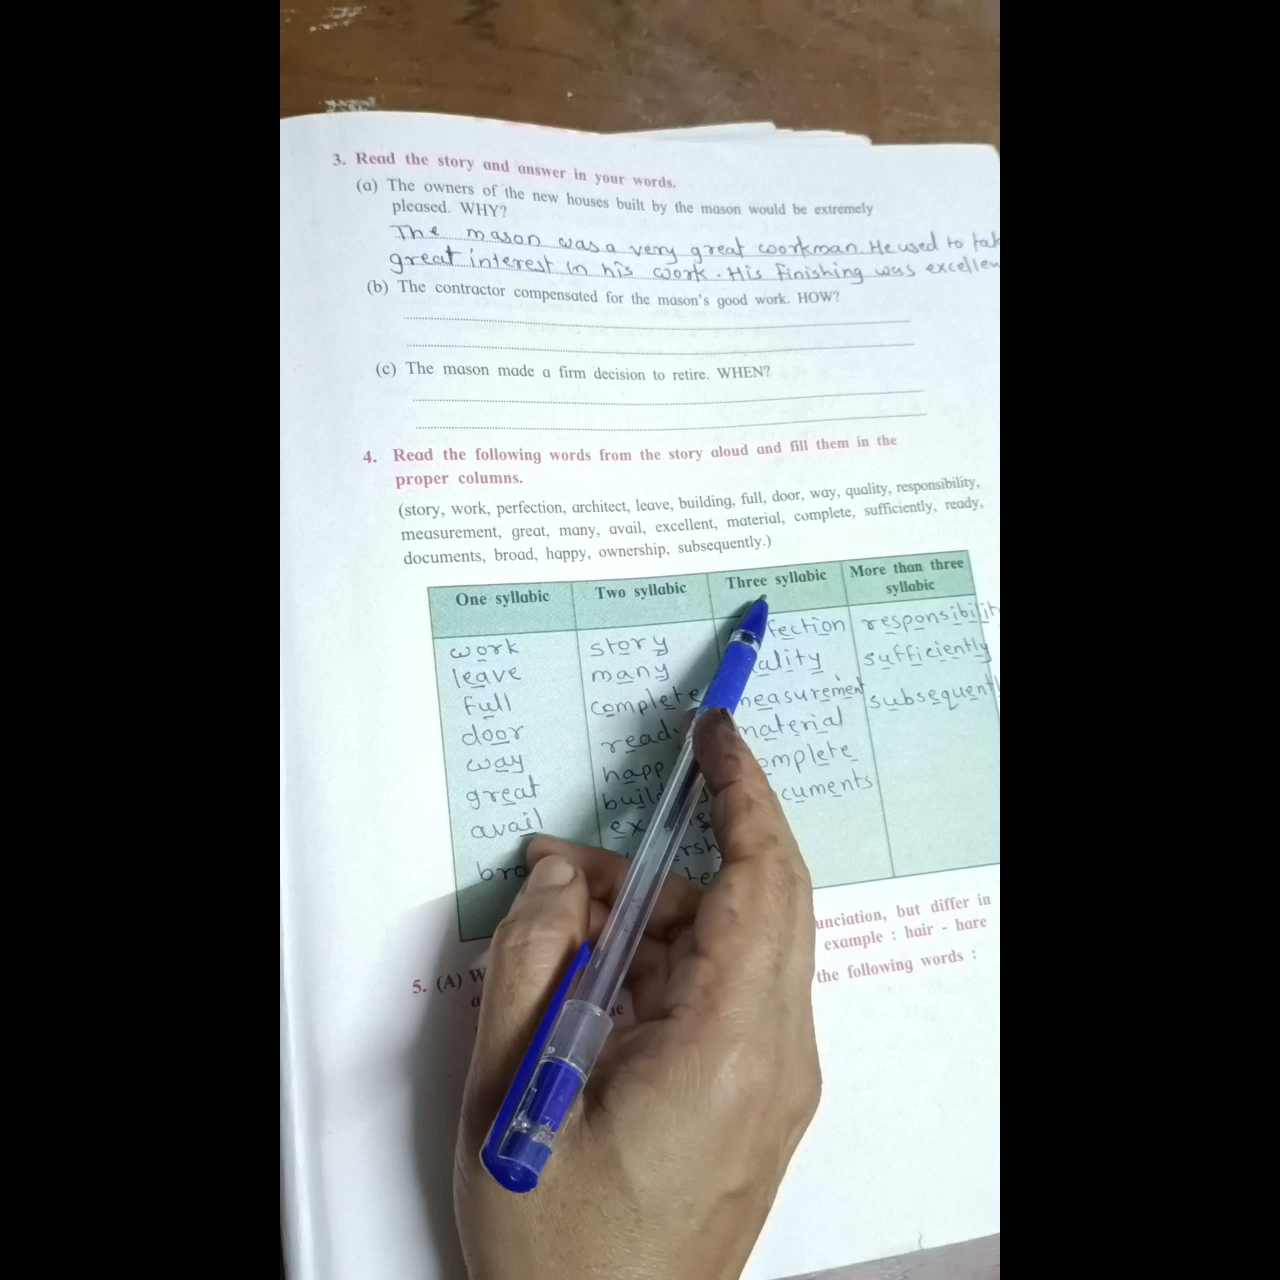 3. Read the story and answer in your words.
(a) The owners of the new houses built by the mason would be extremely
pleased. WHY?
The mason was a very great workman. He used to
great interest in his work. His finishing was
(b) The contractor compensated for the mason's good work. HOW?
(c) The mason made a firm decision to retire. WHEN?
4. Read the following words from the story aloud and fill them in the
proper columns.
(story, work, perfection, architect, leave, building, full, door, way, quality, responsibility,
measurement, great, many, avail, excellent, material, complete, sufficiently, ready,
documents, broad, happy, ownership, subsequently.)
One syllabic Two syllabic Three syllabic More than three
syllabic
work story
leave many sufficiently
full complete measurement
door material
way
great
avail
5. (A)
unciation, but differ in
example : hair - hare
the following words :